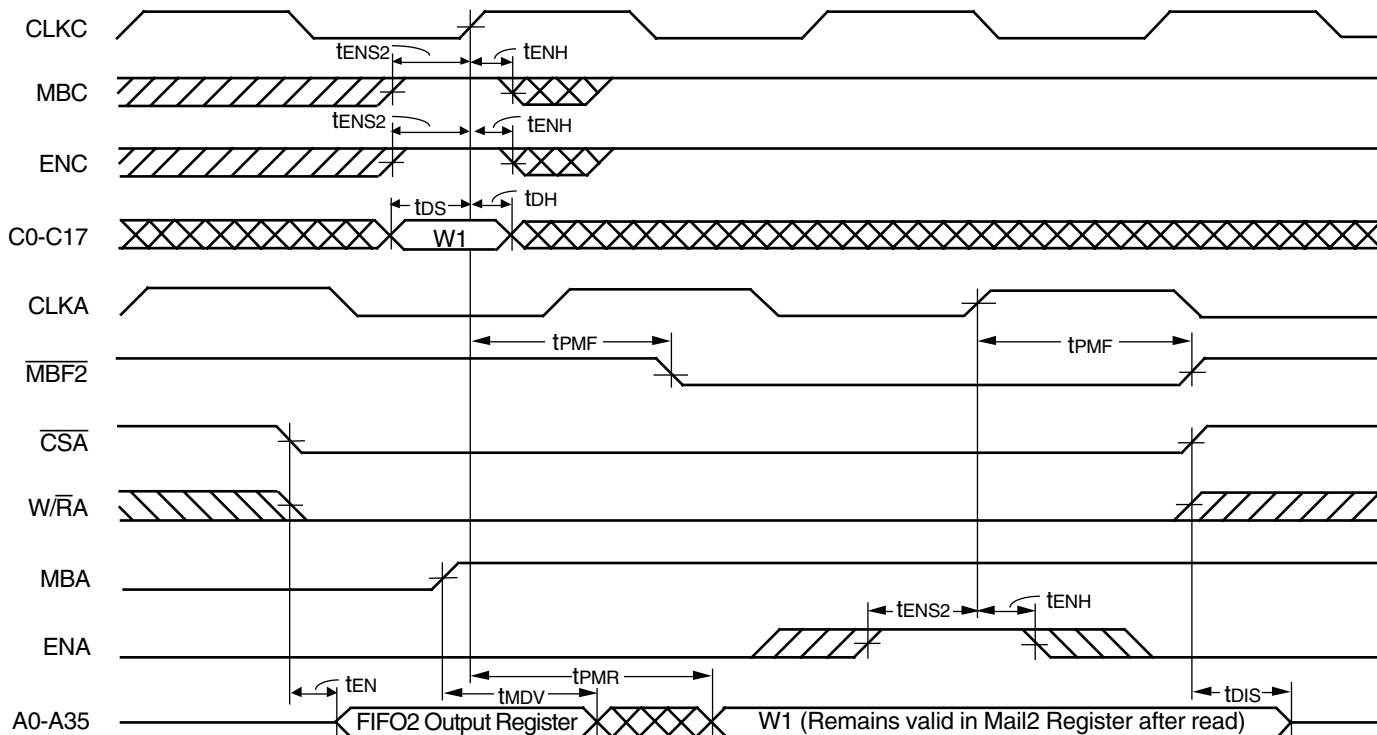 CLKC
tENS2
tENH
MBC
tENS2
tENH
ENC
tDS
tDH
C0-C17
W1
CLKA
tPMF
tPMF
MBF2
CSA
W/RA
MBA
tENS2
tENH
ENA
tEN
tMDV
tPMR
tDIS
A0-A35
FIFO2 Output Register
W1 (Remains valid in Mail2 Register after read)